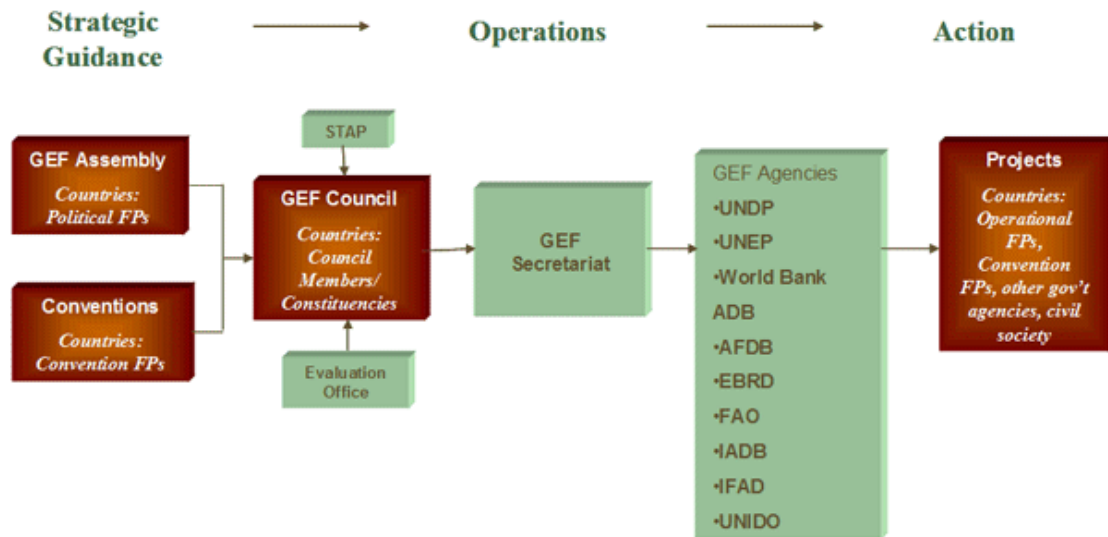 Strategic
Guidance
Operations
Action
STAP
GEF Assembly
Countries:
Political FPs
Conventions
Countries:
Convention FPs
GEF Council
Countries:
Council
Members/
Constituencies
Evaluation
Office
GEF
Secretariat
GEF Agencies
•UNDP
•UNEP
•World Bank
ADB
•AFDB
•EBRD
•FAO
•IADB
•IFAD
•UNIDO
Projects
Countries:
Operational
FPs,
Convention
FPs, other gov't
agencies, civil
society